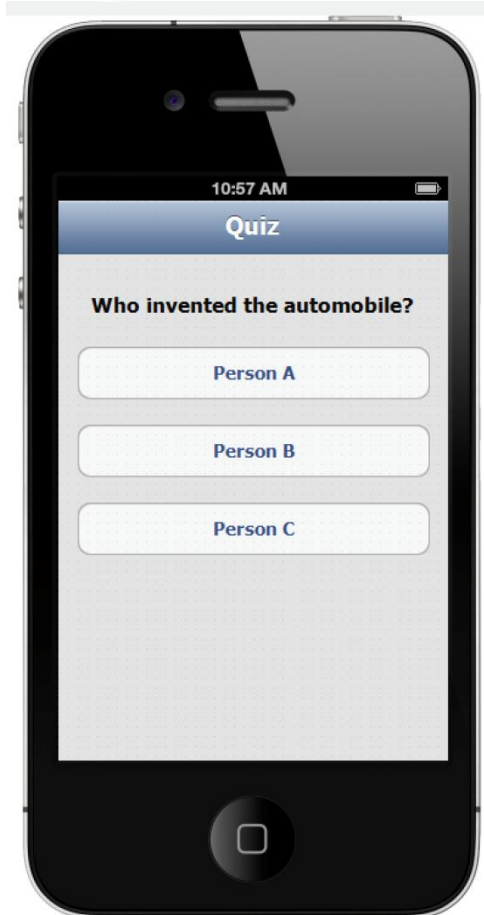 10:57 AM
Quiz
Who invented the automobile?
Person A
Person B
Person C